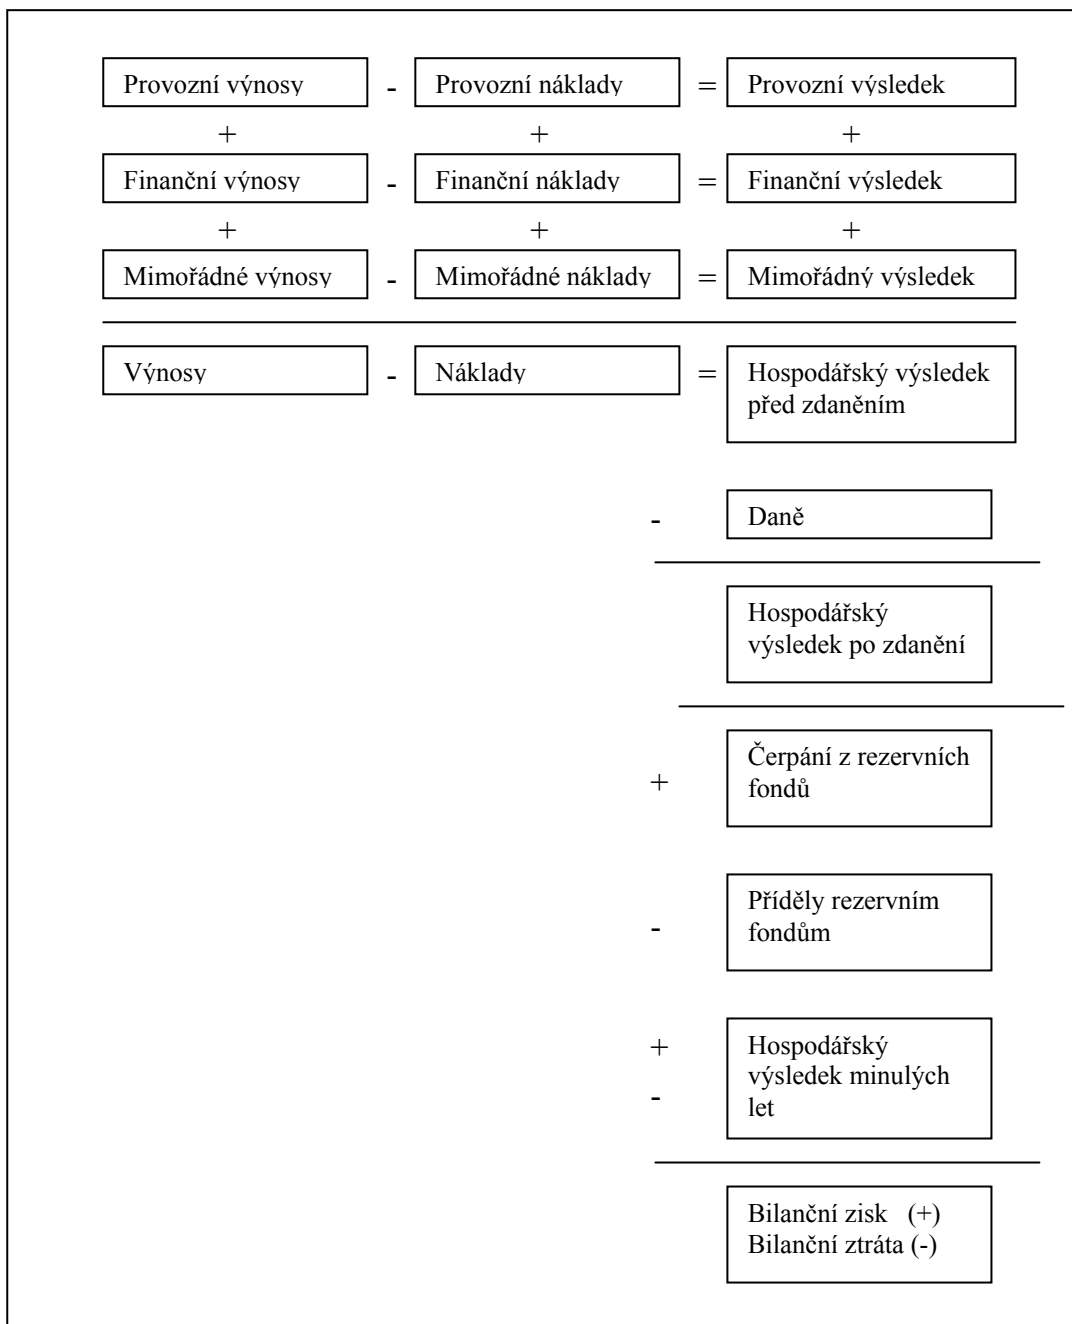 Provozní výnosy - Provozní náklady = Provozní výsledek
+ + +
Finanční výnosy - Finanční náklady = Finanční výsledek
+ + +
Mimořádné výnosy - Mimořádné náklady = Mimořádný výsledek
Výnosy - Náklady = Hospodářský výsledek
před zdaněním
- Daně
Hospodářský
výsledek po zdanění
Čerpání z rezervních
+ fondů
Příděly rezervním
- fondům
+ Hospodářský
výsledek minulých
- let
Bilanční zisk (+)
Bilanční ztráta (-)